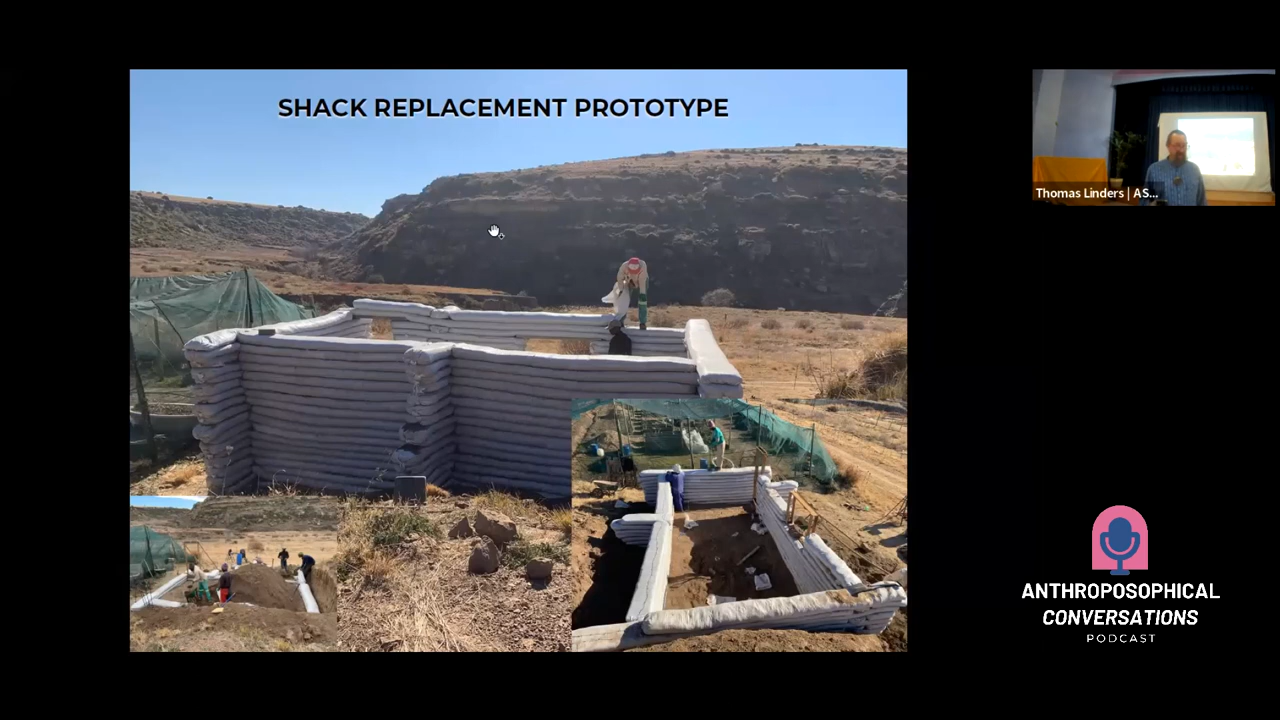 SHACK REPLACEMENT PROTOTYPE
Thomas Linders | AS...
ANTHROPOSOPHICAL
CONVERSATIONS
PODCAST